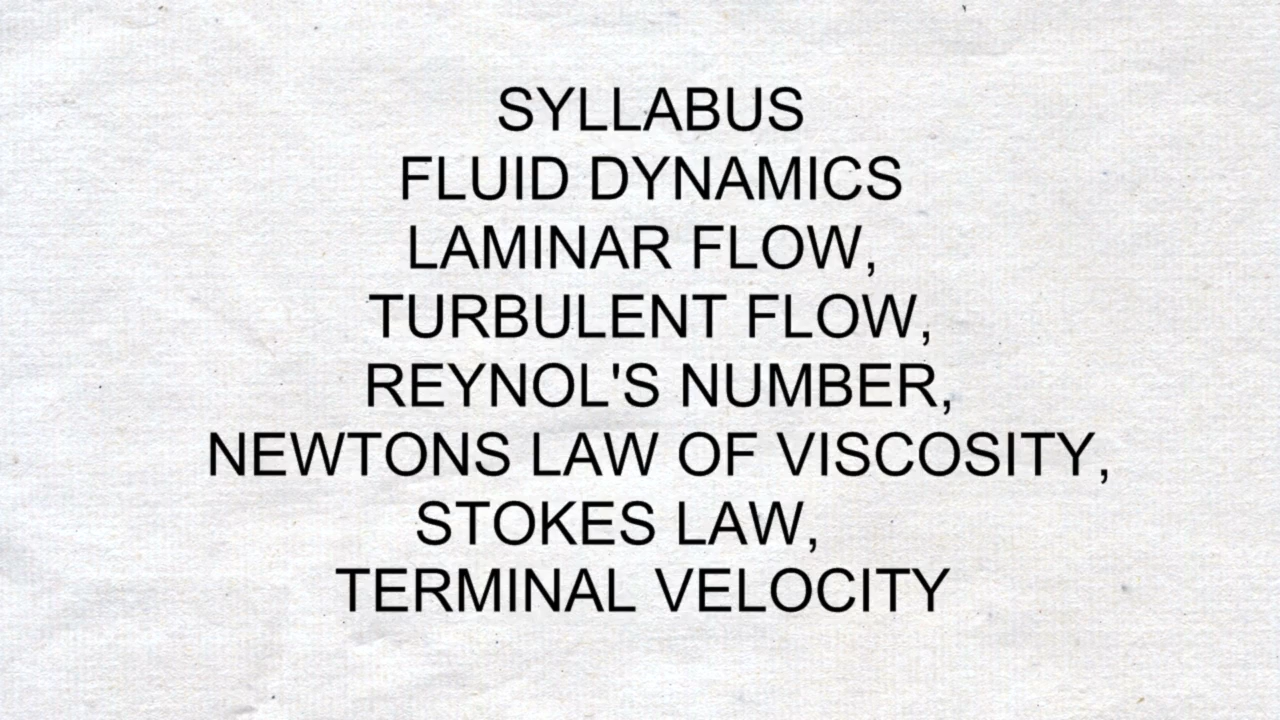 SYLLABUS
FLUID DYNAMICS
LAMINAR FLOW,
TURBULENT FLOW,
REYNOL'S NUMBER,
NEWTONS LAW OF VISCOSITY,
STOKES LAW,
TERMINAL VELOCITY